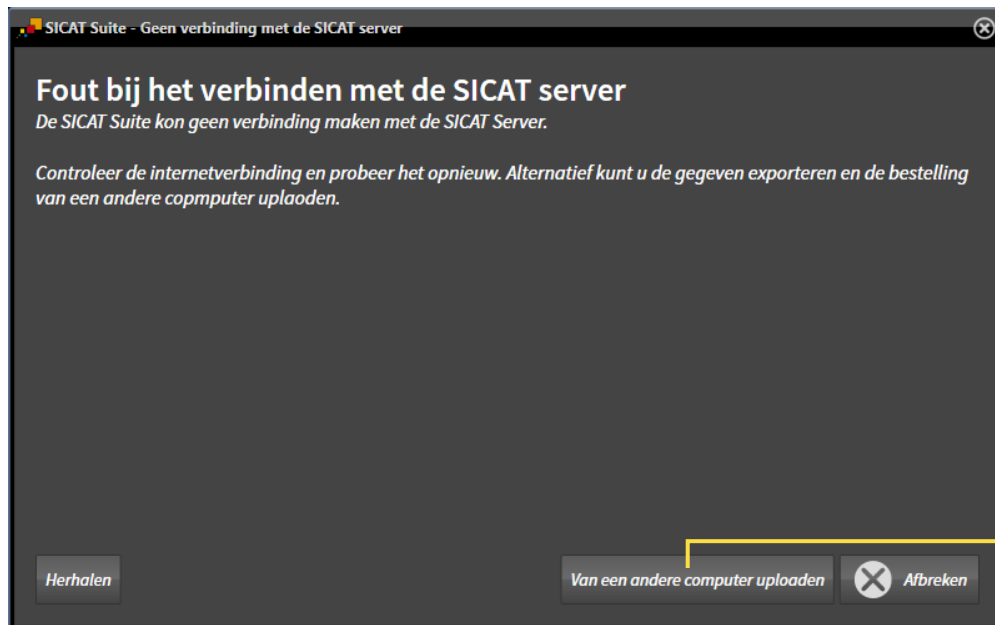 SICAT Suite - Geen verbinding met de SICAT server
Fout bij het verbinden met de SICAT server
De SICAT Suite kon geen verbinding maken met de SICAT Server.
Controleer de internetverbinding en probeer het opnieuw. Alternatief kunt u de gegeven exporteren en de bestelling
van een andere copmputer uplaoden.
Herhalen
Van een andere computer uploaden
Afbreken